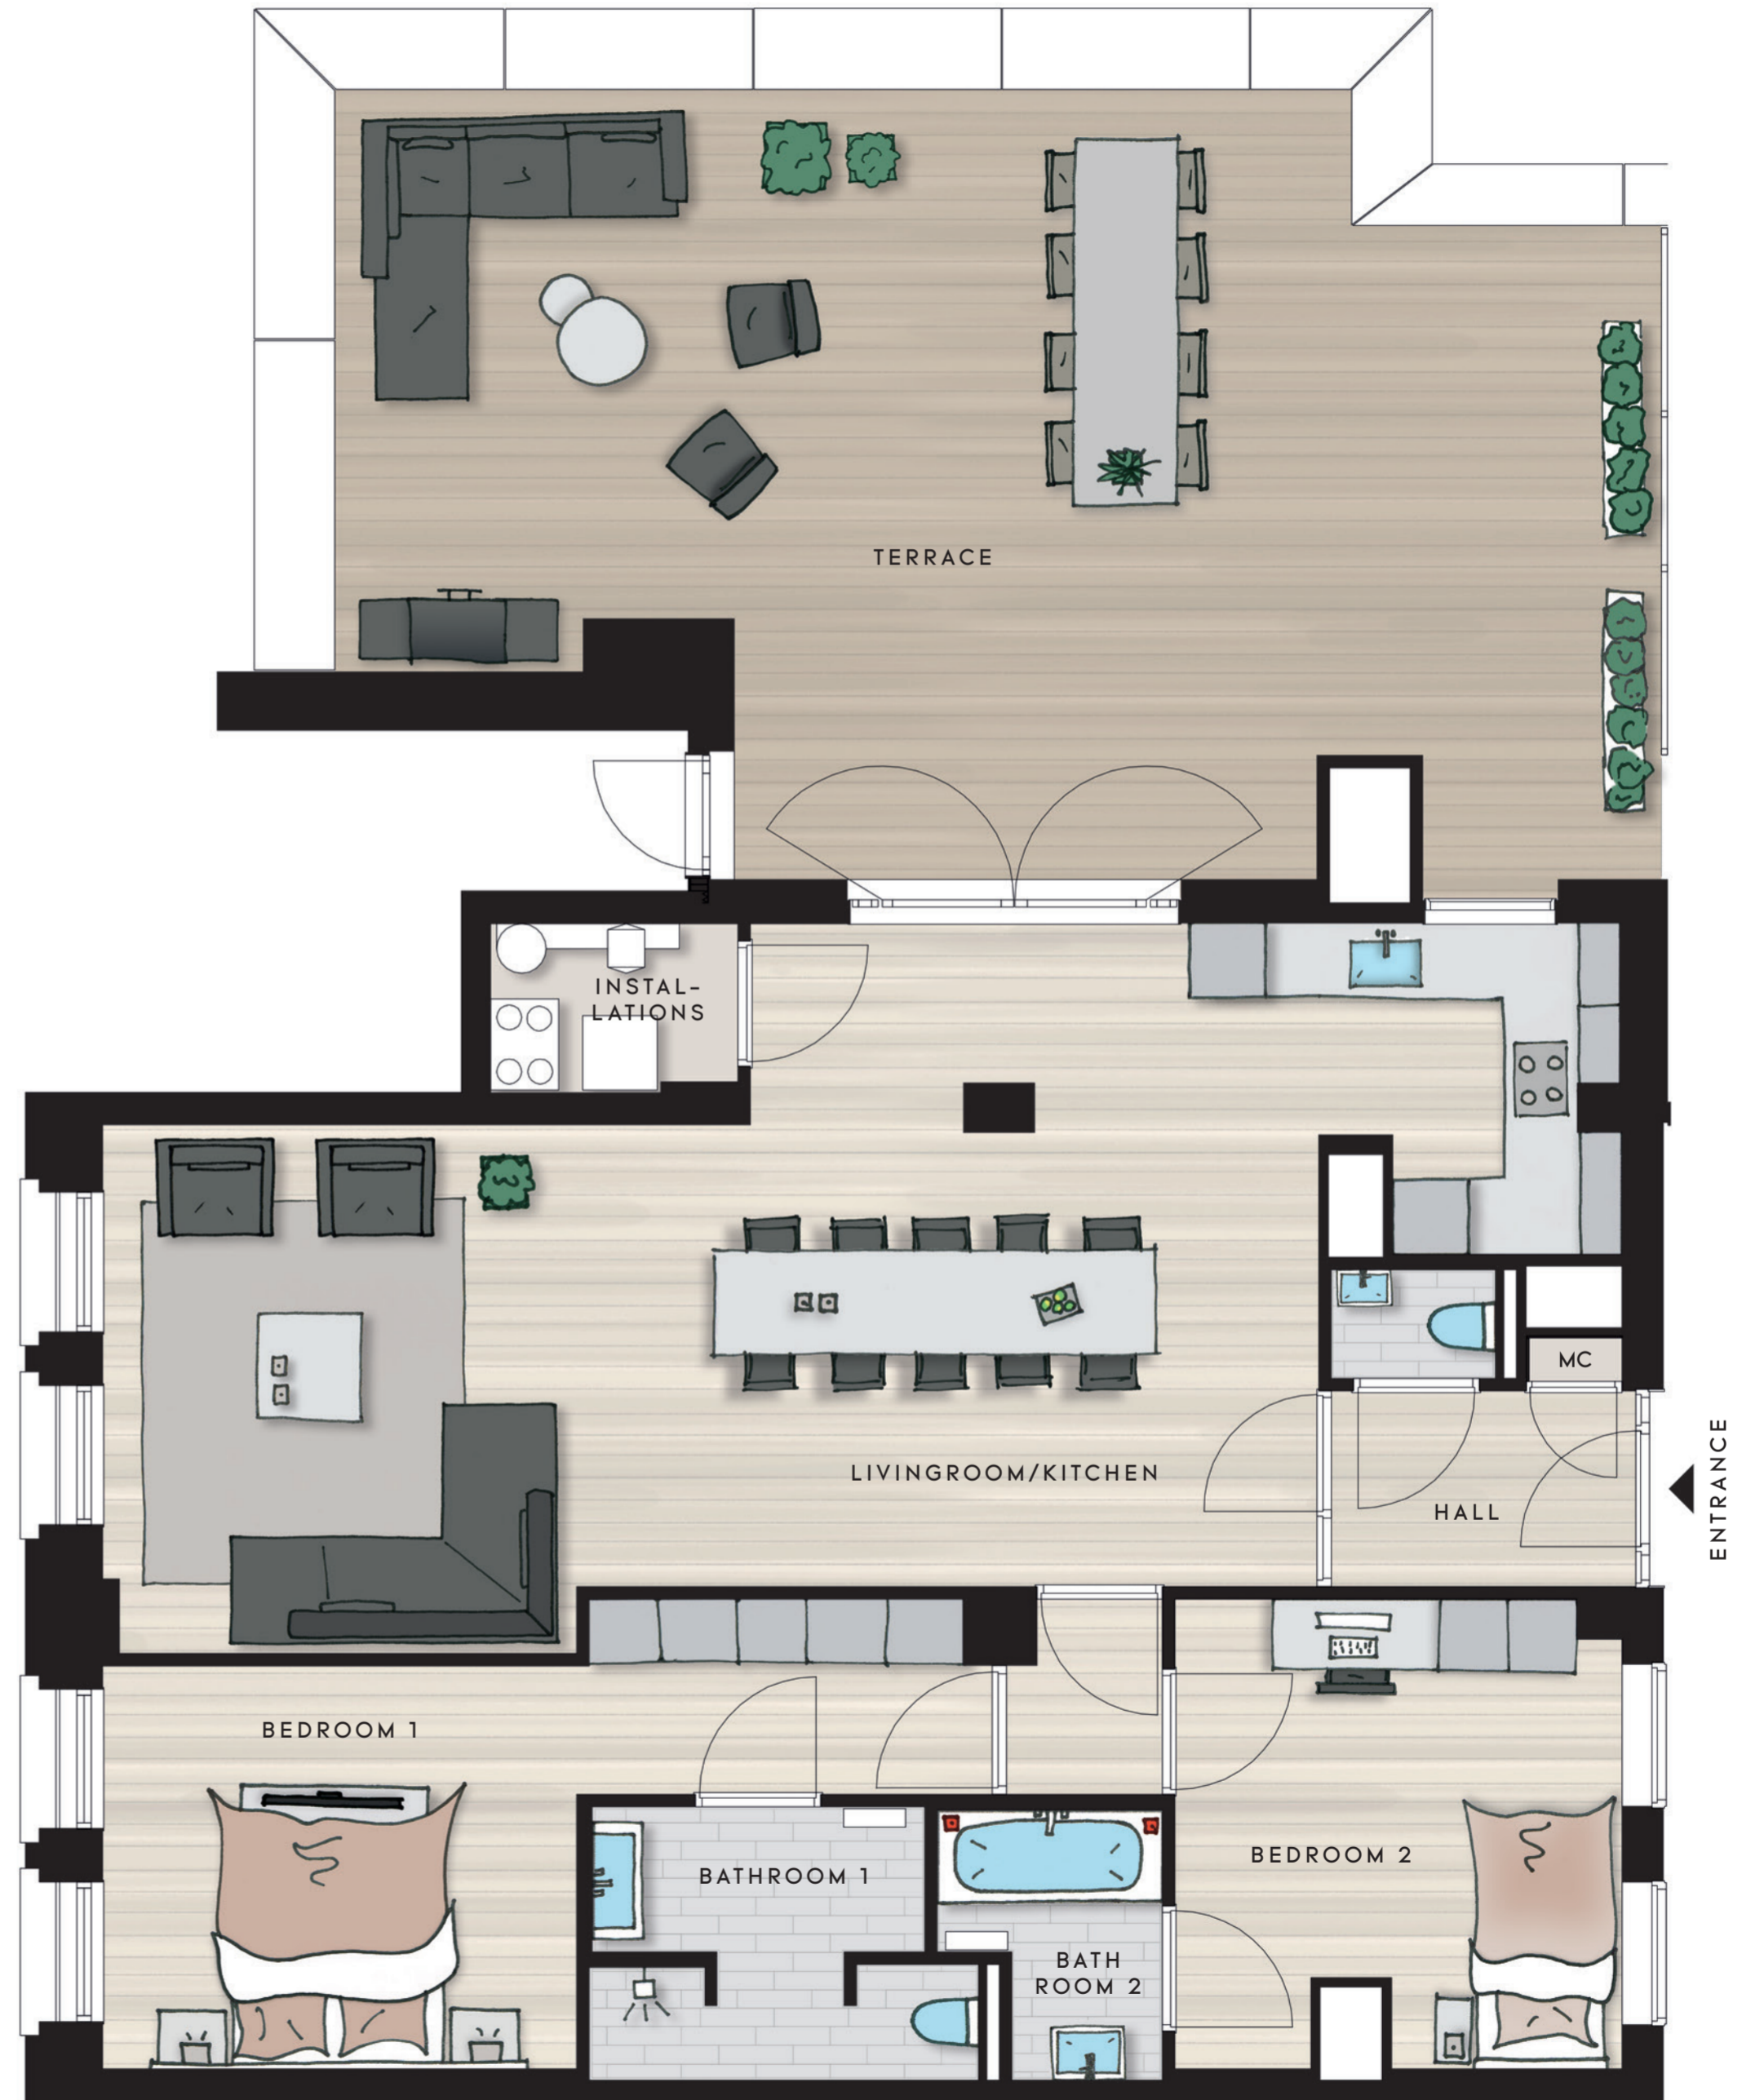 TERRACE
INSTAL-
LATIONS
MC
LIVINGROOM/KITCHEN
HALL
ENTRANCE
BEDROOM 1
BEDROOM 2
BATHROOM 1
BATH
ROOM 2